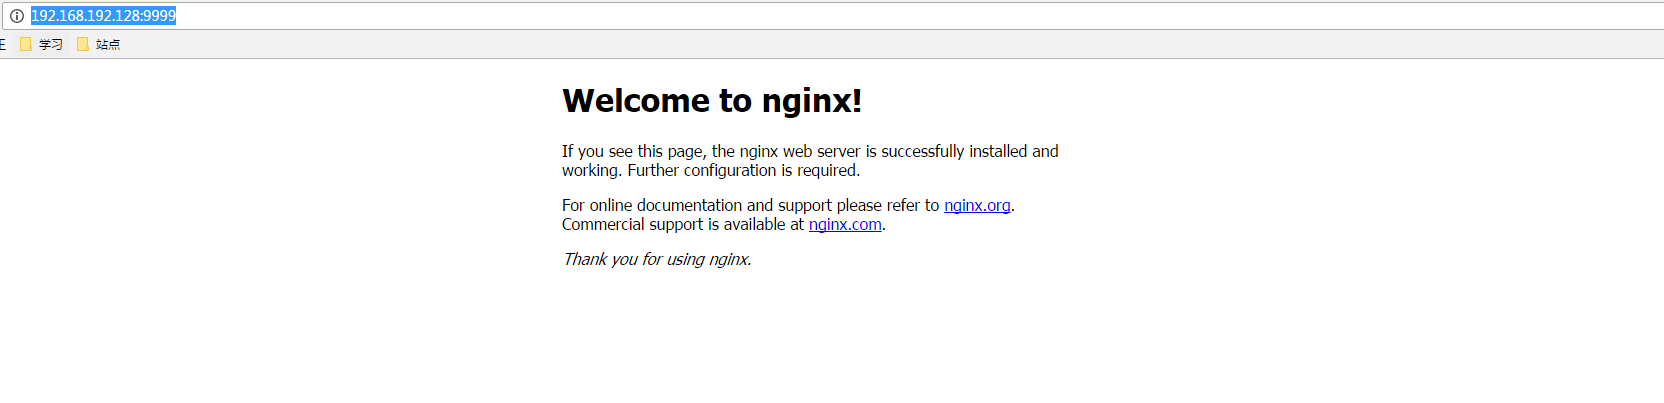 192.168.192.128:9999
学习 站点
Welcome to nginx!
If you see this page, the nginx web server is successfully installed and
working. Further configuration is required.
For online documentation and support please refer to nginx.org.
Commercial support is available at nginx.com.
Thank you for using nginx.